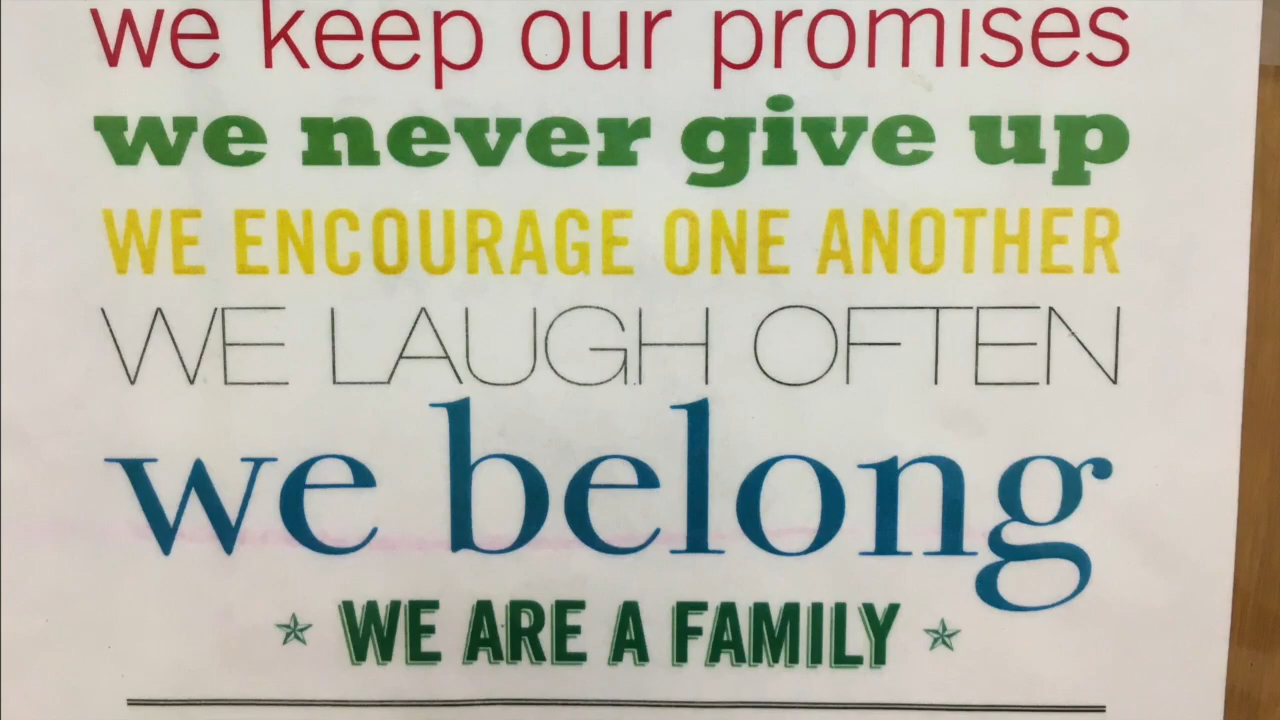 we keep our promises
we never give up
WE ENCOURAGE ONE ANOTHER
WE LAUGH OFTEN
we belong
WE ARE A FAMILY